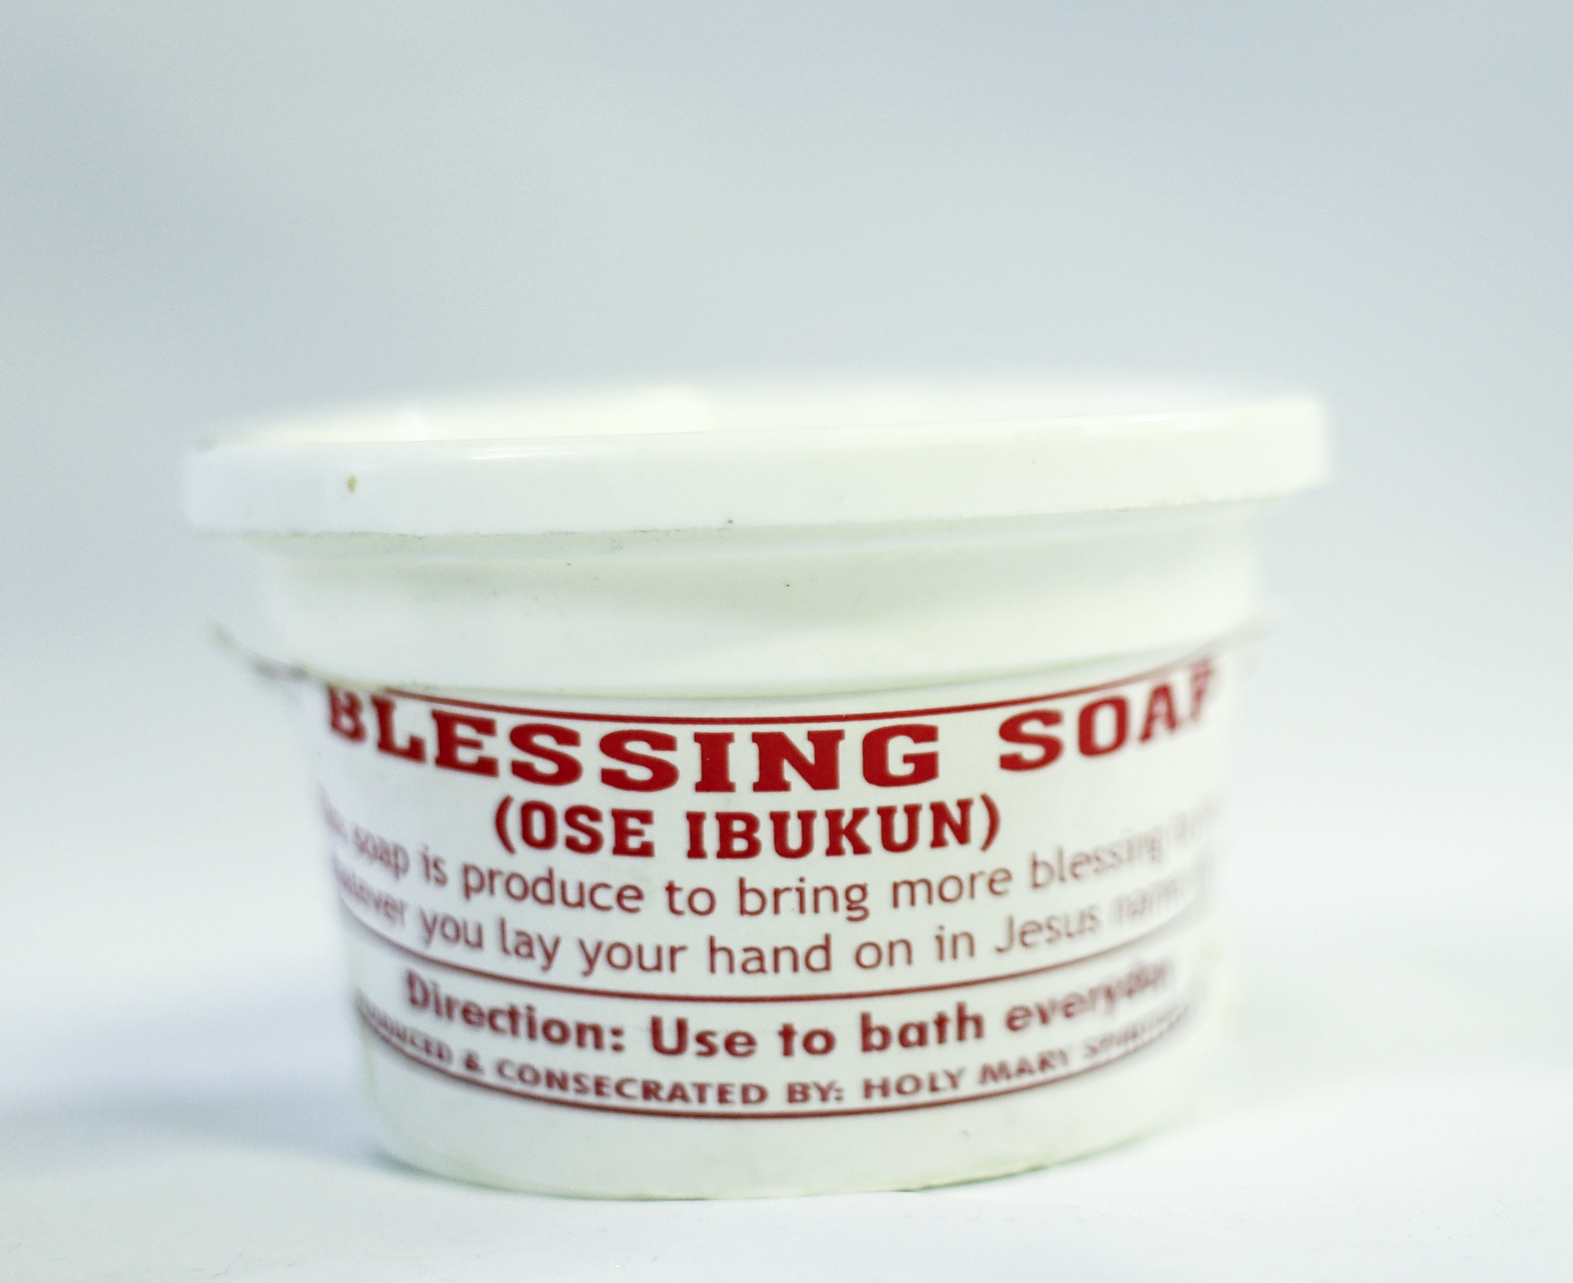 BLESSING SOAP
(OSE IBUKUN)
soap is produce to bring more blessing
you lay your hand on in Jesus name
Direction: Use to bath everyday
& CONSECRATED BY: HOLY MARY